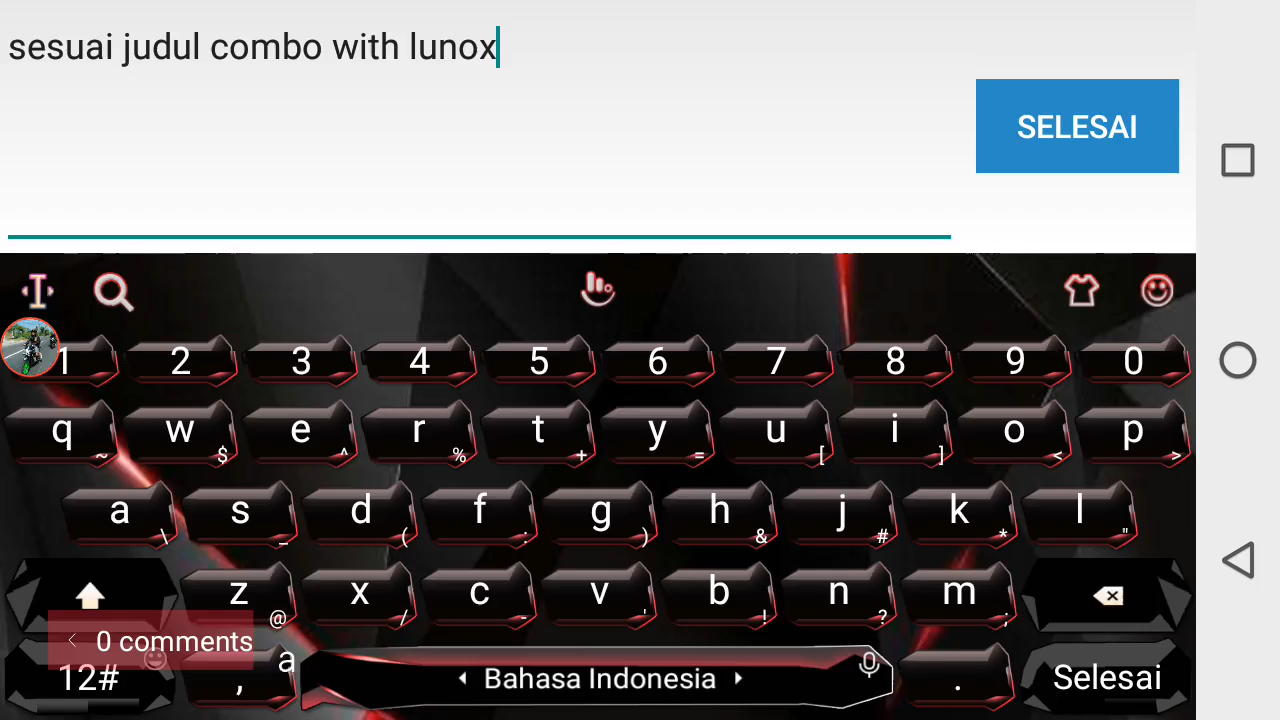 sesuai judul combo with lunox
SELESAI
1 2 3 4 5 6 7 8 9 0
q w e r t y u i o p
~ $ ^ % + = [ ] < >
a s d f g h j k l
\ _ ( : ) & # * "
z x c v b n m
@ / - ' ! ? ;
< 0 comments
12# , a Bahasa Indonesia . Selesai